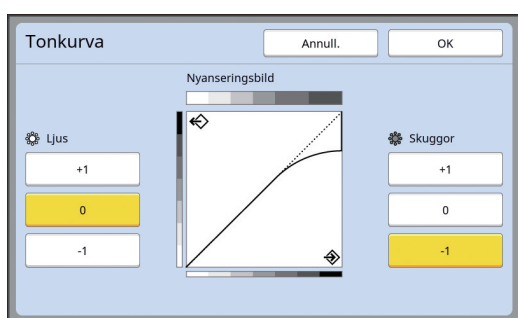 Tonkurva
Annull.
OK
Nyanseringsbild
Ljus
+1
0
-1
Skuggor
+1
0
-1